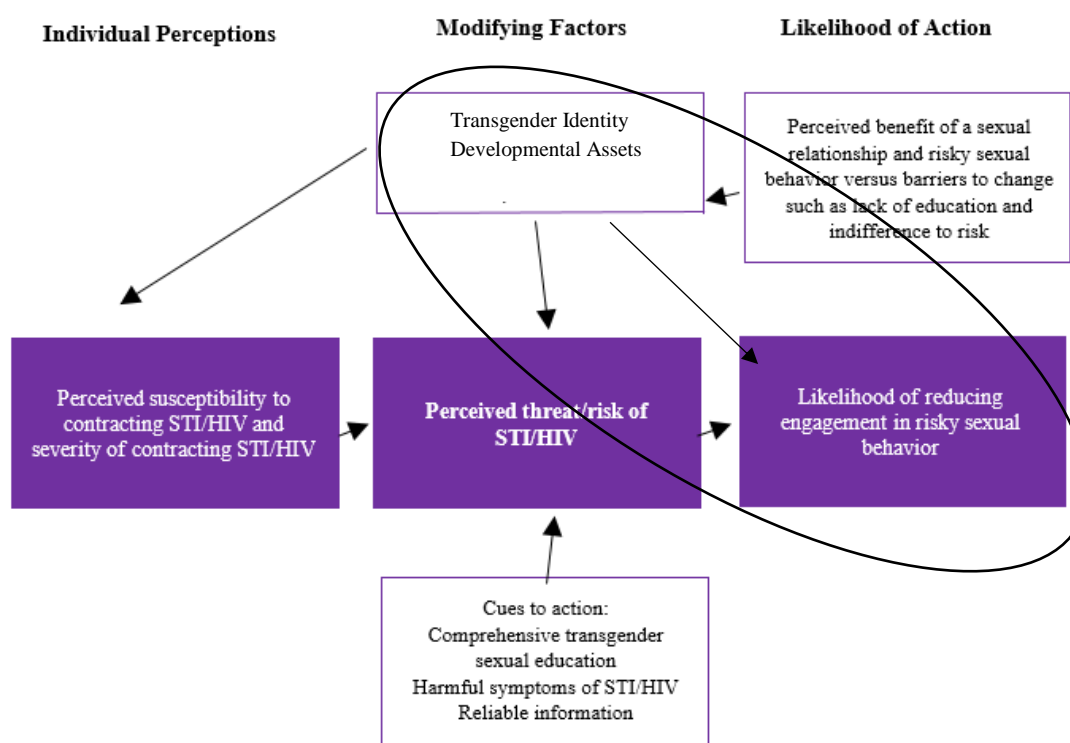 Individual Perceptions
Modifying Factors
Likelihood of Action
Transgender Identity
Developmental Assets
.
Perceived benefit of a sexual
relationship and risky sexual
behavior versus barriers to change
such as lack of education and
indifference to risk
Perceived susceptibility to
contracting STI/HIV and
severity of contracting STI/HIV
Perceived threat/risk of
STI/HIV
Likelihood of reducing
engagement in risky sexual
behavior
Cues to action:
Comprehensive transgender
sexual education
Harmful symptoms of STI/HIV
Reliable information